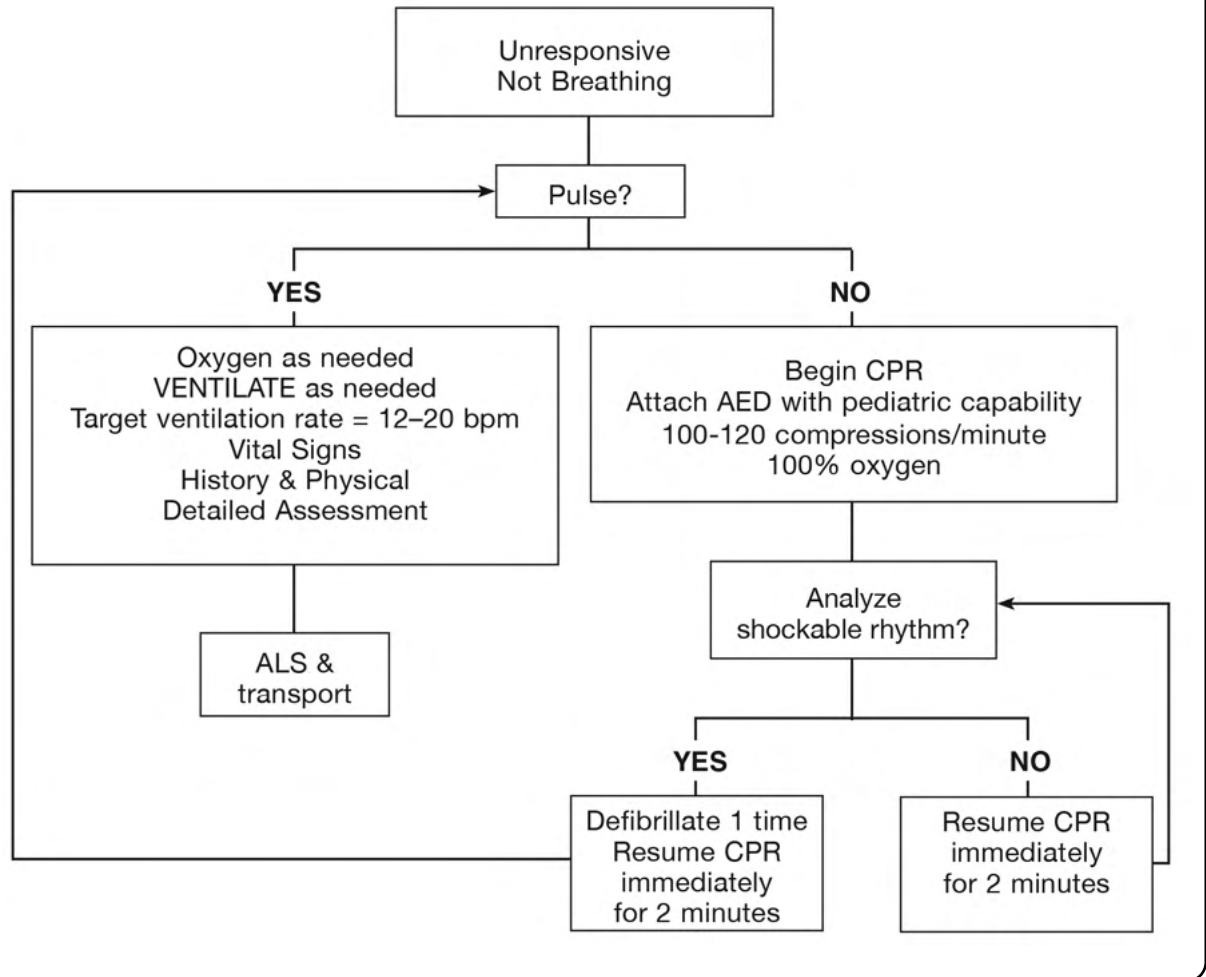 Unresponsive
Not Breathing
Pulse?
YES
NO
Oxygen as needed
VENTILATE as needed
Target ventilation rate = 12–20 bpm
Vital Signs
History & Physical
Detailed Assessment
Begin CPR
Attach AED with pediatric capability
100-120 compressions/minute
100% oxygen
ALS &
transport
Analyze
shockable rhythm?
YES
NO
Defibrillate 1 time
Resume CPR
immediately
for 2 minutes
Resume CPR
immediately
for 2 minutes